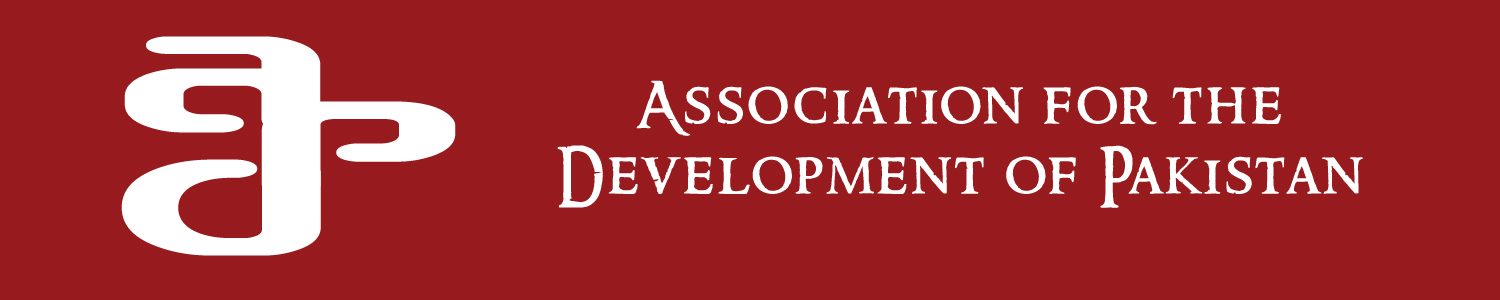 Association for the
Development of Pakistan